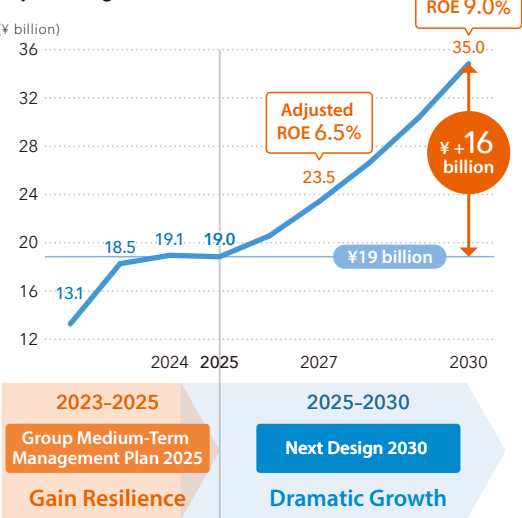 ROE 9.0%
(¥ billion)
36
32
28
24
20
16
12
35.0
Adjusted
ROE 6.5%
23.5
¥+16
billion
13.1
18.5
19.1
19.0
¥19 billion
2024 2025 2027 2030
2023–2025
Group Medium-Term
Management Plan 2025
Gain Resilience
2025–2030
Next Design 2030
Dramatic Growth